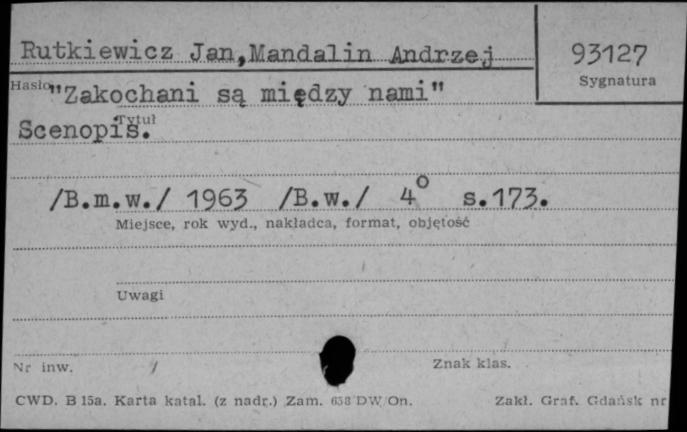 Rutkiewicz Jan,Mandalin Andrzej
93127
Sygnatura
Hasło
"Zakochani są między nami"
Tytuł
Scenopis.
/B.m.w./ 1963 /B.w./ 4° s.173.
Miejsce, rok wyd., nakładca, format, objętość
Uwagi
Nr inw.
Znak klas.
CWD. B 15a. Karta katal. (z nadr.) Zam. 658 DW/On.
Zakł. Graf. Gdańsk nr